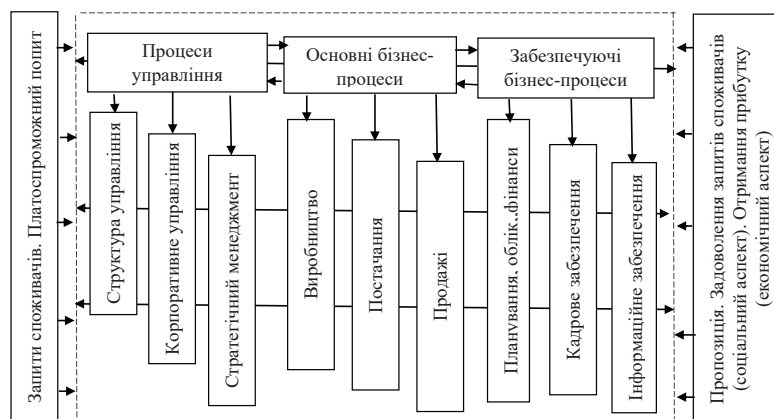 Запити споживачів. Платоспроможний попит
Процеси
управління
Основні бізнес-
процеси
Забезпечуючі
бізнес-процеси
Структура управління
Корпоративне управління
Стратегічний менеджмент
Виробництво
Постачання
Продажі
Планування. облік..фінанси
Кадрове забезпечення
Інформаційне забезпечення
Пропозиція. Задоволення запитів споживачів
(соціальний аспект). Отримання прибутку
(економічний аспект)